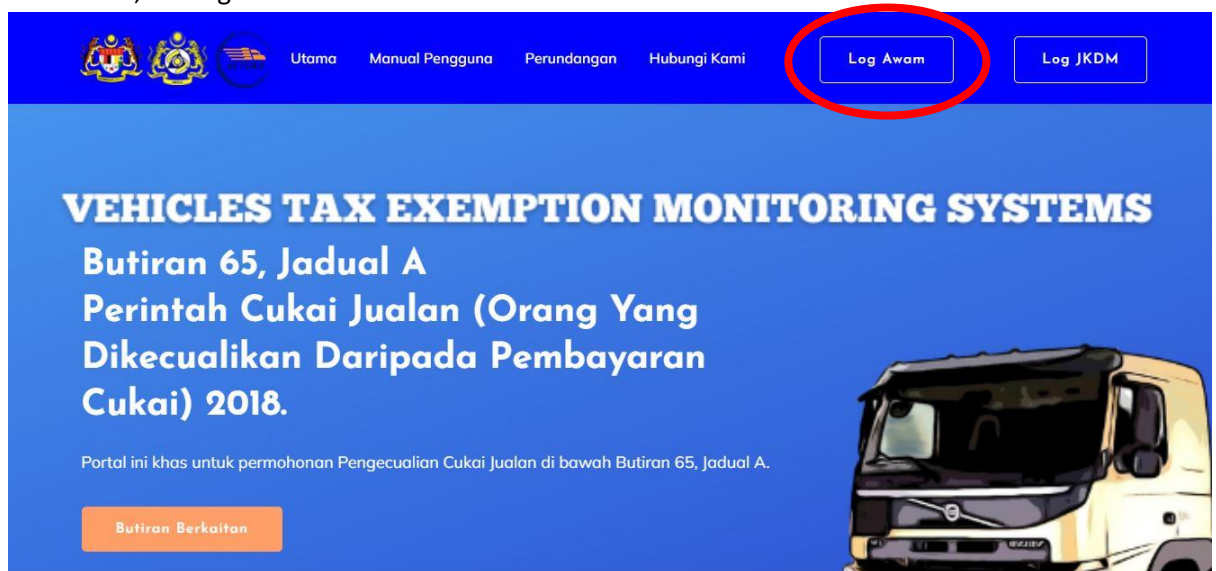 Utama Manual Pengguna Perundangan Hubungi Kami Log Awam Log JKDM
VEHICLES TAX EXEMPTION MONITORING SYSTEMS
Butiran 65, Jadual A
Perintah Cukai Jualan (Orang Yang
Dikecualikan Daripada Pembayaran
Cukai) 2018.
Portal ini khas untuk permohonan Pengecualian Cukai Jualan di bawah Butiran 65, Jadual A.
Butiran Berkaitan